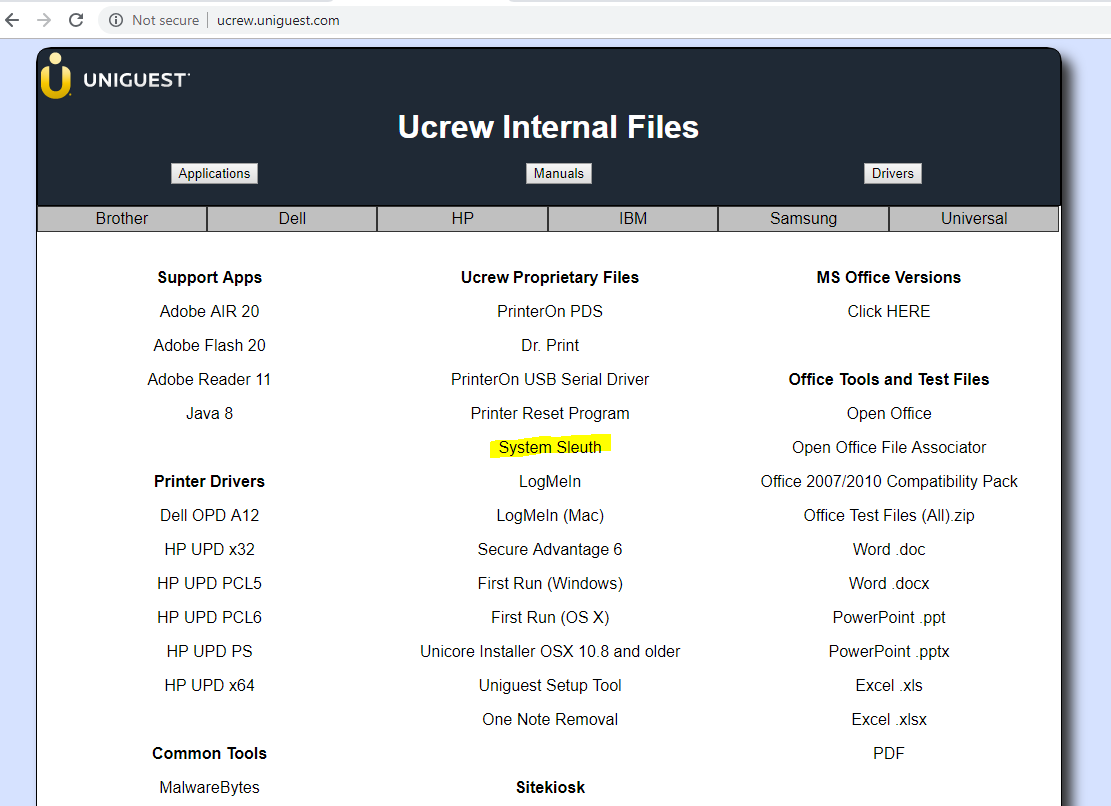 Not secure | ucrew.uniguest.com
UNIGUEST
Ucrew Internal Files
Applications Manuals Drivers
Brother Dell HP IBM Samsung Universal
Support Apps
Adobe AIR 20
Adobe Flash 20
Adobe Reader 11
Java 8
Printer Drivers
Dell OPD A12
HP UPD x32
HP UPD PCL5
HP UPD PCL6
HP UPD PS
HP UPD x64
Common Tools
MalwareBytes
Ucrew Proprietary Files
PrinterOn PDS
Dr. Print
PrinterOn USB Serial Driver
Printer Reset Program
System Sleuth
LogMeIn
LogMeIn (Mac)
Secure Advantage 6
First Run (Windows)
First Run (OS X)
Unicore Installer OSX 10.8 and older
Uniguest Setup Tool
One Note Removal
Sitekiosk
MS Office Versions
Click HERE
Office Tools and Test Files
Open Office
Open Office File Associator
Office 2007/2010 Compatibility Pack
Office Test Files (All).zip
Word .doc
Word .docx
PowerPoint .ppt
PowerPoint .pptx
Excel .xls
Excel .xlsx
PDF